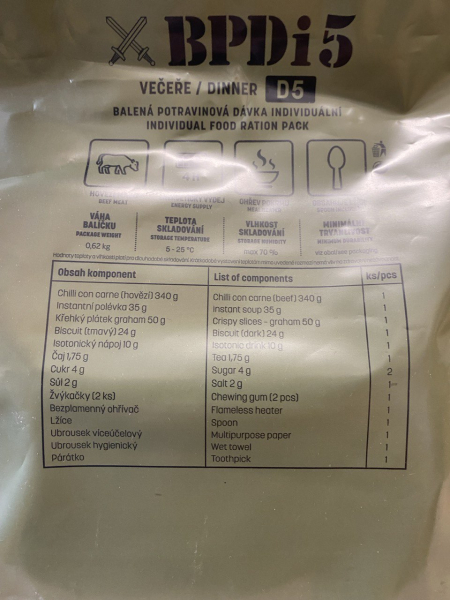 BPDi5
VEČEŘE / DINNER D5
BALENÁ POTRAVINOVÁ DÁVKA INDIVIDUÁLNÍ
INDIVIDUAL FOOD RATION PACK
BEEF MEAT
ENERGY SUPPLY
VÁHA BALÍČKU
PACKAGE WEIGHT
0,62 kg
TEPLOTA SKLADOVÁNÍ
STORAGE TEMPERATURE
5 - 25 °C
VLHKOST SKLADOVÁNÍ
STORAGE HUMIDITY
max 70 %
MINIMÁLNÍ TRVANLIVOST
Obsah komponent List of components ks/pcs
Chilli con carne (hovězí) 340 g Chilli con carne (beef) 340 g 1
Instantní polévka 35 g Instant soup 35 g 1
Křehký plátek graham 50 g Crispy slices - graham 50 g 1
Biscuit (tmavý) 24 g Biscuit (dark) 24 g 1
Isotonický nápoj 10 g Isotonic drink 10 g 1
Čaj 1,75 g Tea 1,75 g 1
Cukr 4 g Sugar 4 g 2
Sůl 2 g Salt 2 g 1
Žvýkačky (2 ks) Chewing gum (2 pcs) 1
Bezplamenný ohřívač Flameless heater 1
Lžíce Spoon 1
Ubrousek víceúčelový Multipurpose paper 1
Ubrousek hygienický Wet towel 1
Párátko Toothpick 1